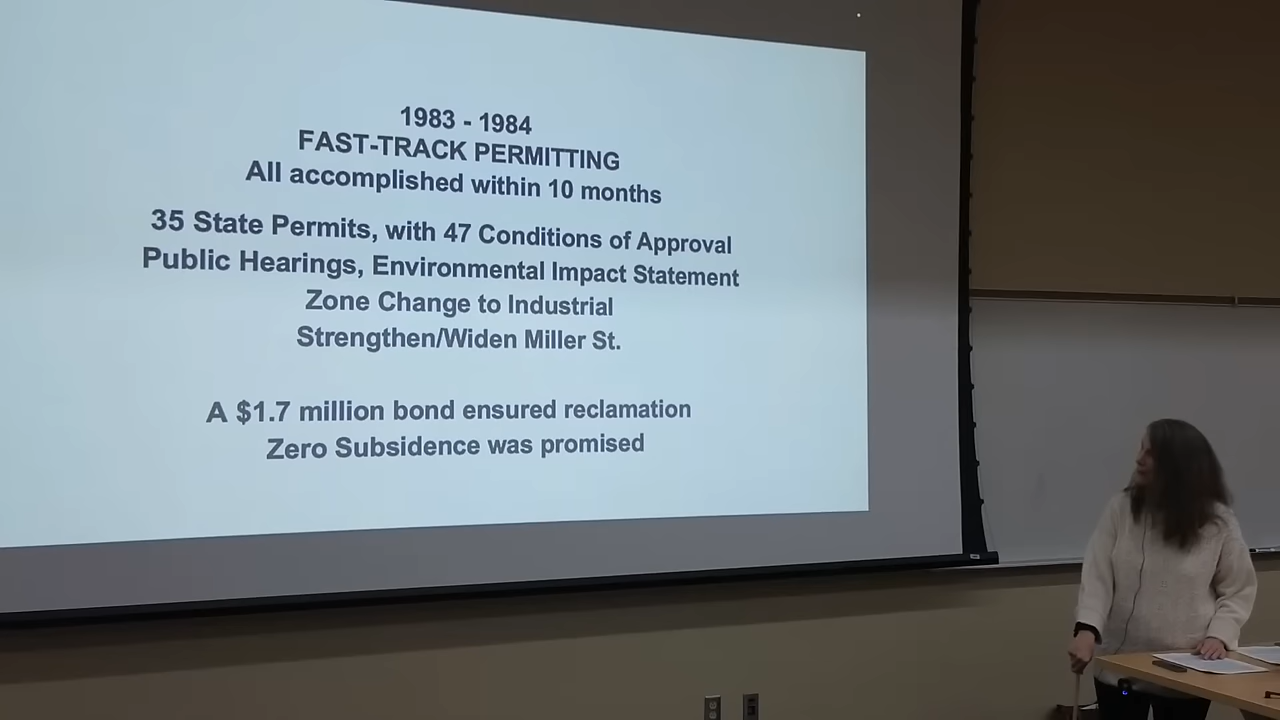 1983 - 1984
FAST-TRACK PERMITTING
All accomplished within 10 months
35 State Permits, with 47 Conditions of Approval
Public Hearings, Environmental Impact Statement
Zone Change to Industrial
Strengthen/Widen Miller St.
A $1.7 million bond ensured reclamation
Zero Subsidence was promised